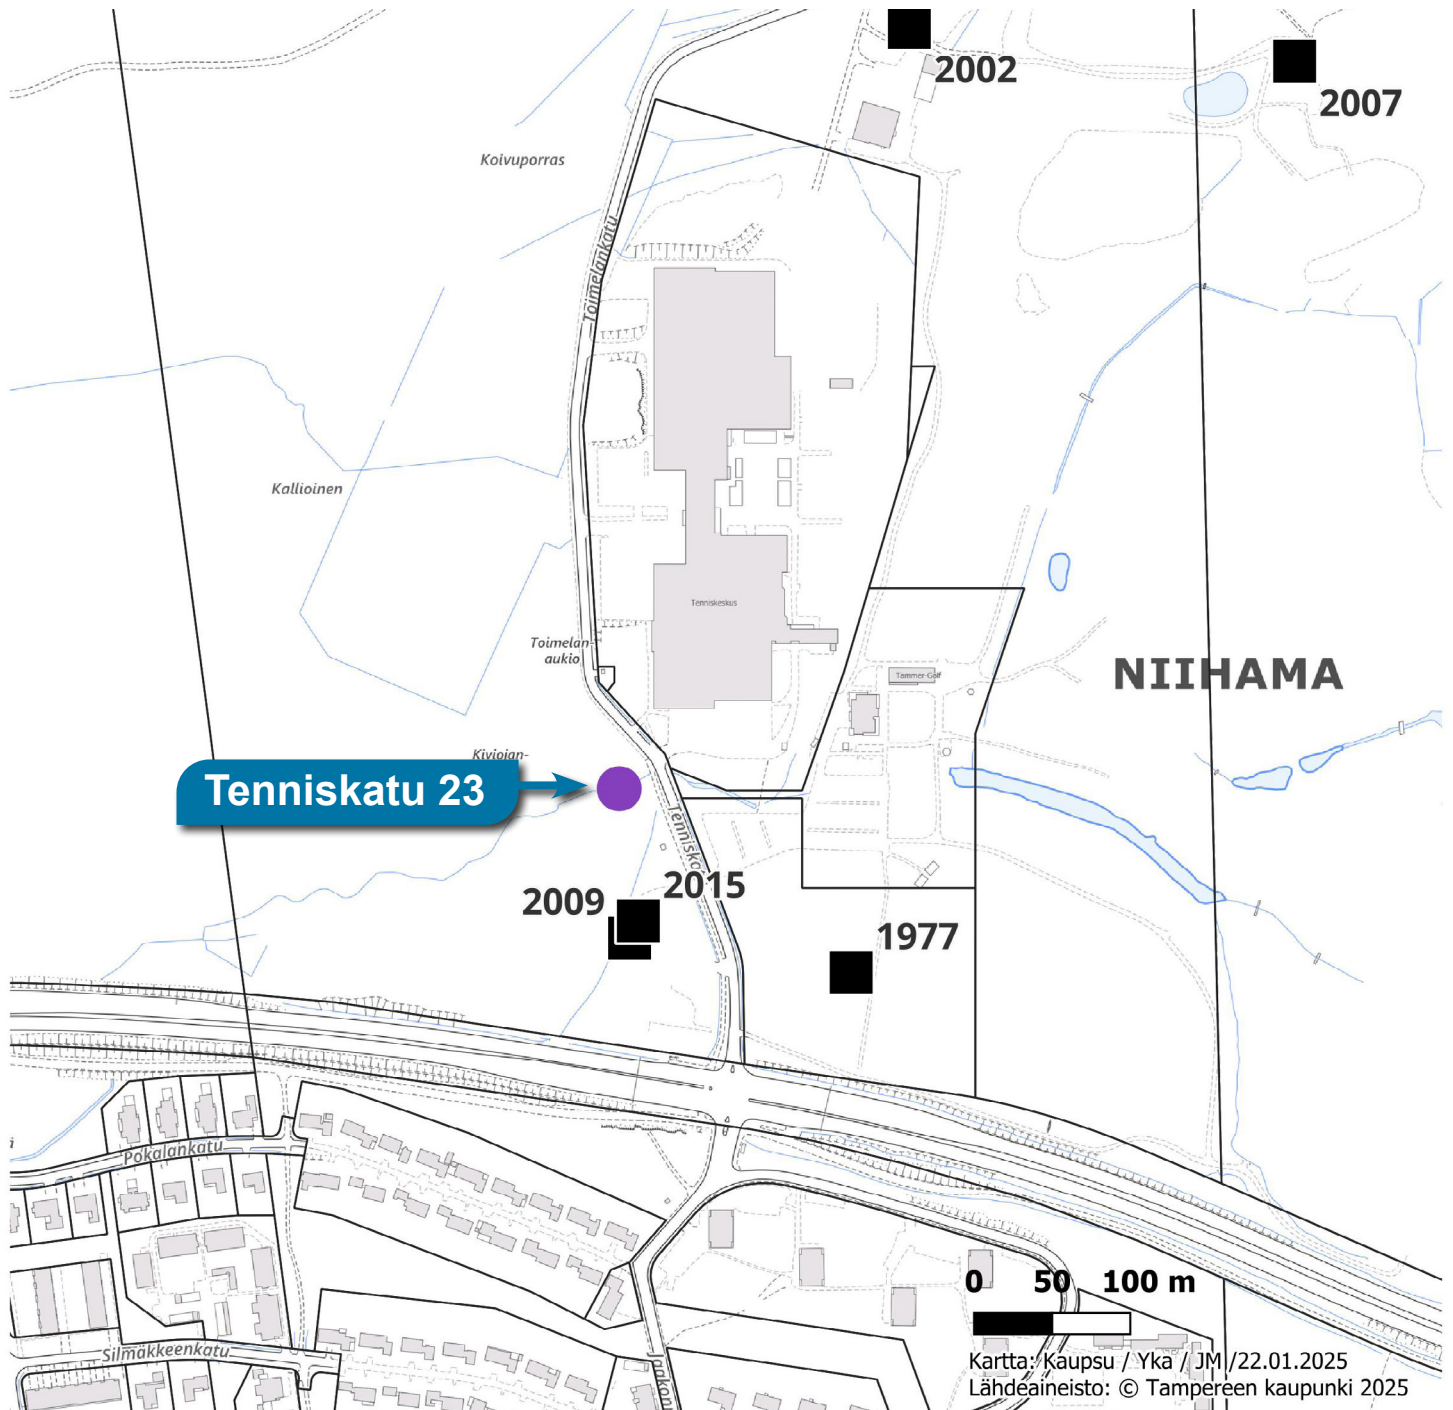 2002
2007
Koivuporras
Toimelankatu
Kallioinen
Tenniskeskus
Toimelan-
aukio
NIIHAMA
Tammer-Golf
Kiviojan-
Tenniskatu 23
Tenniska
2015
2009
1977
Pokalankatu
0 50 100 m
Silmäkkeenkatu
Kartta: Kaupsu / Yka / JM /22.01.2025
Lähdeaineisto: © Tampereen kaupunki 2025